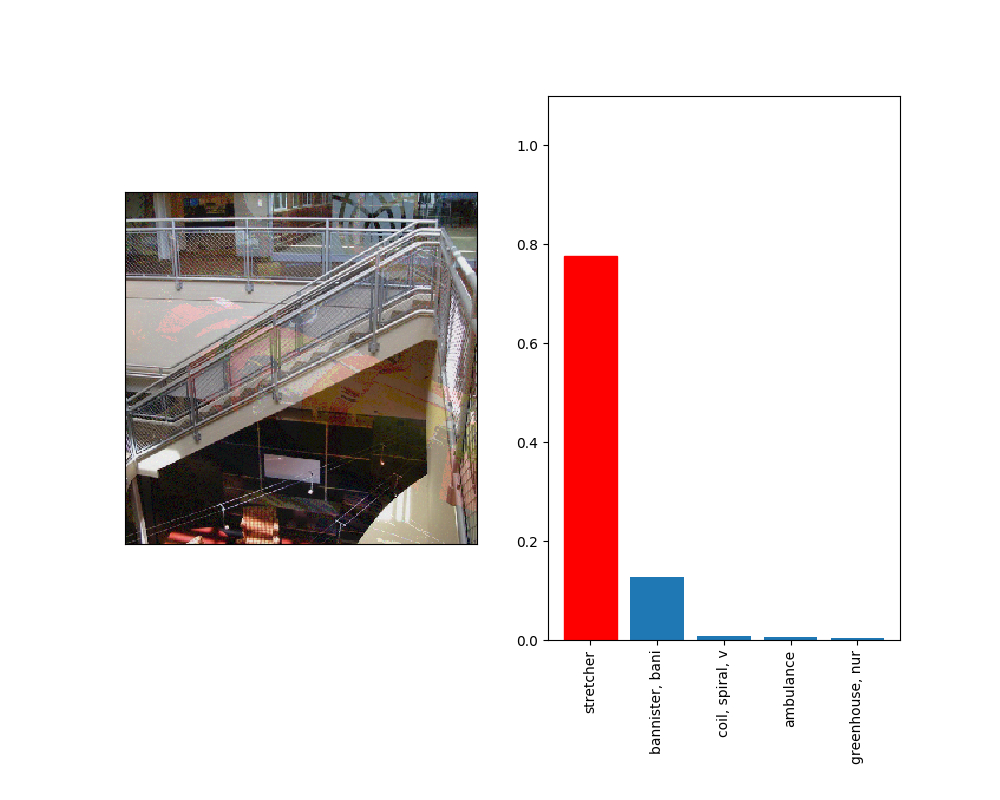 1.0
0.8
0.6
0.4
0.2
0.0
stretcher
bannister, bani
coil, spiral, v
ambulance
greenhouse, nur